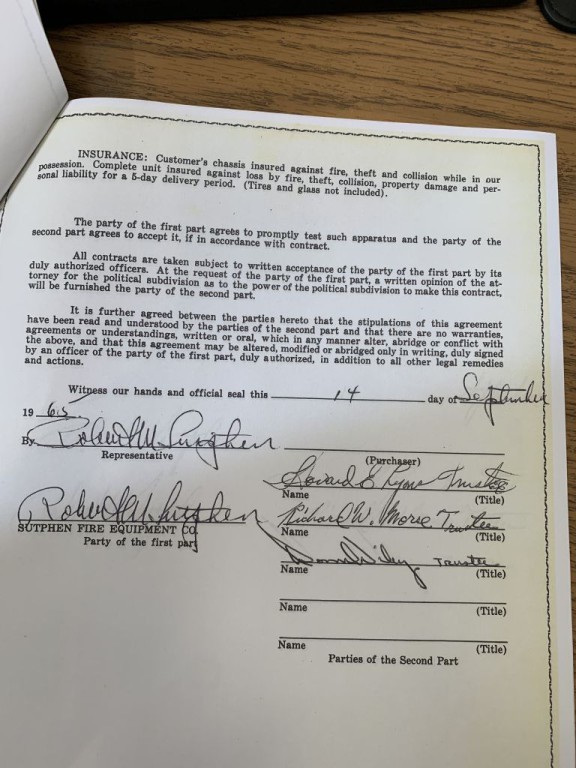 INSURANCE: Customer's chassis insured against fire, theft and collision while in our
possession. Complete unit insured against loss by fire, theft, collision, property damage and per-
sonal liability for a 5-day delivery period. (Tires and glass not included).
The party of the first part agrees to promptly test such apparatus and the party of the
second part agrees to accept it, if in accordance with contract.
All contracts are taken subject to written acceptance of the party of the first part by its
duly authorized officers. At the request of the party of the first part, a written opinion of the at-
torney for the political subdivision as to the power of the political subdivision to make this contract,
will be furnished the party of the second part.
It is further agreed between the parties hereto that the stipulations of this agreement
have been read and understood by the parties of the second part and that there are no warranties,
agreements or understandings, written or oral, which in any manner alter, abridge or conflict with
the above, and that this agreement may be altered, modified or abridged only in writing, duly signed
by an officer of the party of the first part, duly authorized, in addition to all other legal remedies
and actions.
Witness our hands and official seal this 14 day of September
19 65
By Robert M Sutphen
Representative
(Purchaser)
Howard E Trustee
Name (Title)
Robert M Sutphen
SUTPHEN FIRE EQUIPMENT CO.
Party of the first part
Richard W. Morse Trustee
Name (Title)
Wiley Trustee
Name (Title)
Name (Title)
Name (Title)
Parties of the Second Part